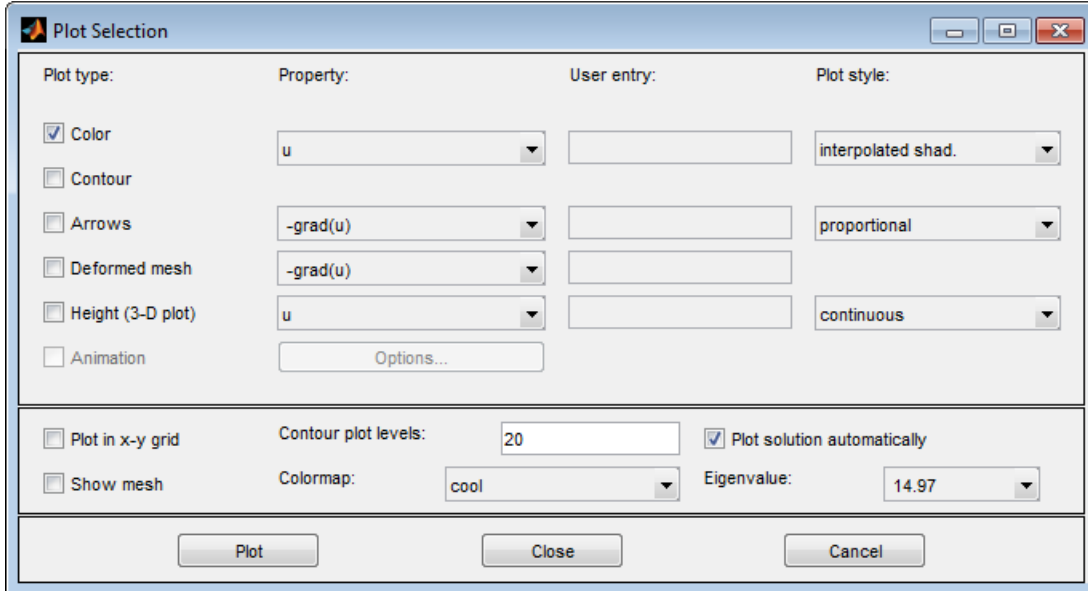 Plot Selection
Plot type: Property: User entry: Plot style:
Color
u interpolated shad.
Contour
Arrows -grad(u) proportional
Deformed mesh -grad(u)
Height (3-D plot) u continuous
Animation Options...
Plot in x-y grid Contour plot levels: 20 Plot solution automatically
Show mesh Colormap: cool Eigenvalue: 14.97
Plot Close Cancel